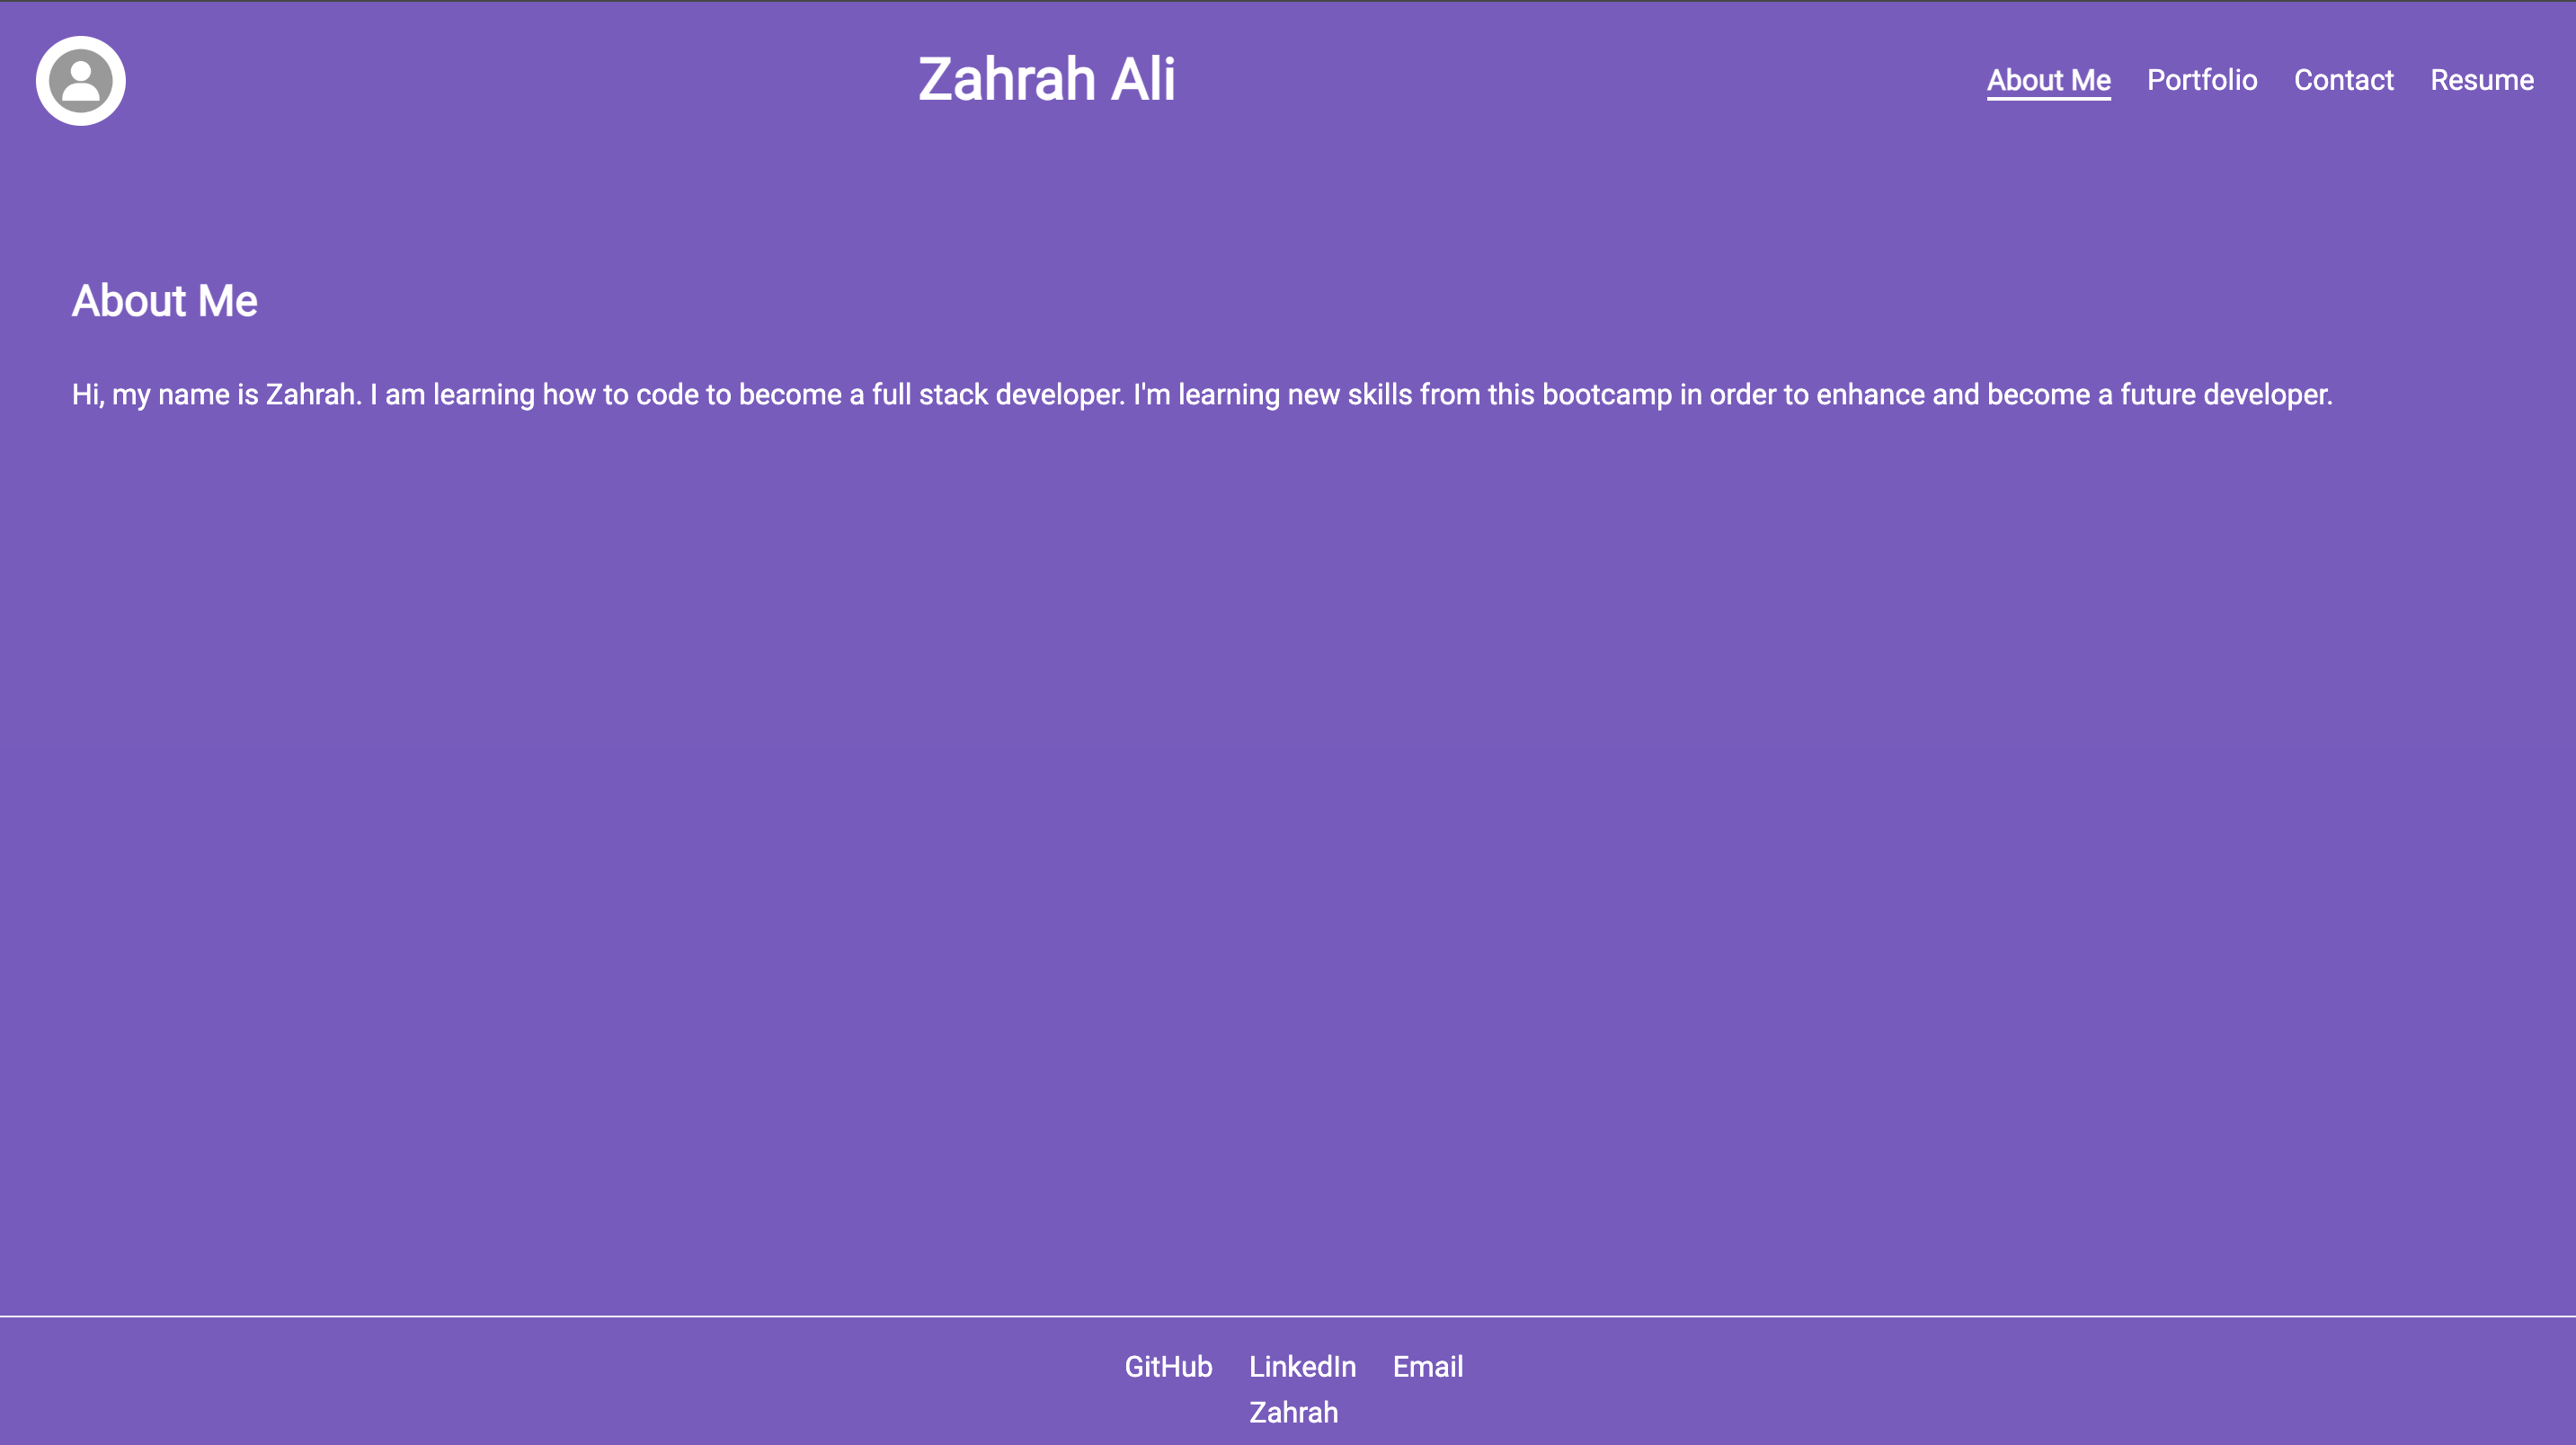 Zahrah Ali
About Me Portfolio Contact Resume
About Me
Hi, my name is Zahrah. I am learning how to code to become a full stack developer. I'm learning new skills from this bootcamp in order to enhance and become a future developer.
GitHub LinkedIn Email
Zahrah